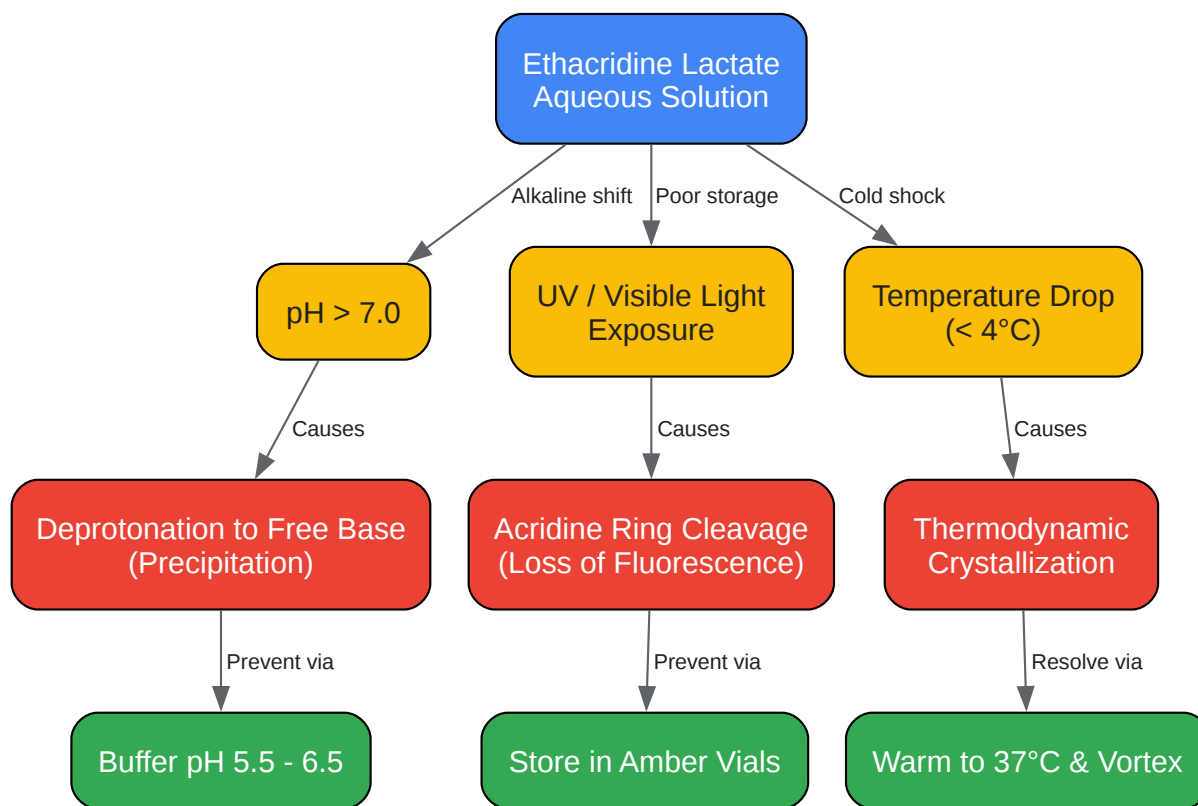 Ethacridine Lactate
Aqueous Solution
Alkaline shift
Poor storage
Cold shock
pH > 7.0
UV / Visible Light
Exposure
Temperature Drop
(< 4°C)
Causes
Causes
Causes
Deprotonation to Free Base
(Precipitation)
Acridine Ring Cleavage
(Loss of Fluorescence)
Thermodynamic
Crystallization
Prevent via
Prevent via
Resolve via
Buffer pH 5.5 - 6.5
Store in Amber Vials
Warm to 37°C & Vortex